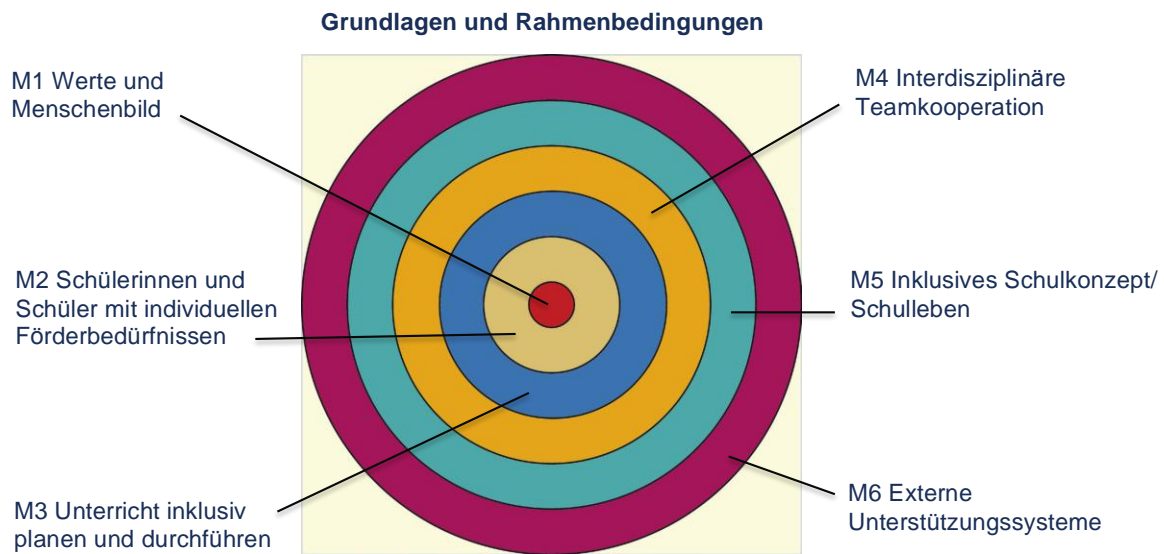 Grundlagen und Rahmenbedingungen
M1 Werte und
Menschenbild
M4 Interdisziplinäre
Teamkooperation
M2 Schülerinnen und
Schüler mit individuellen
Förderbedürfnissen
M5 Inklusives Schulkonzept/
Schulleben
M3 Unterricht inklusiv
planen und durchführen
M6 Externe
Unterstützungssysteme